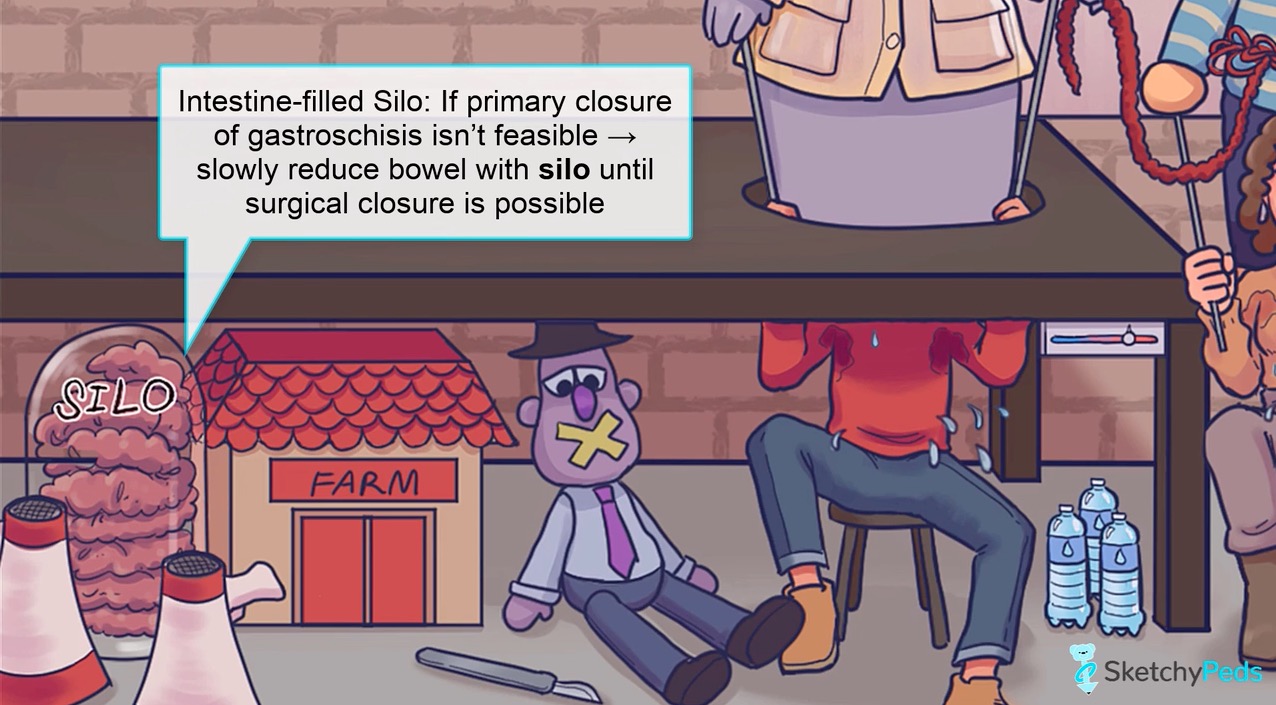 Intestine-filled Silo: If primary closure
of gastroschisis isn’t feasible →
slowly reduce bowel with silo until
surgical closure is possible
SILO
FARM
SketchyPeds